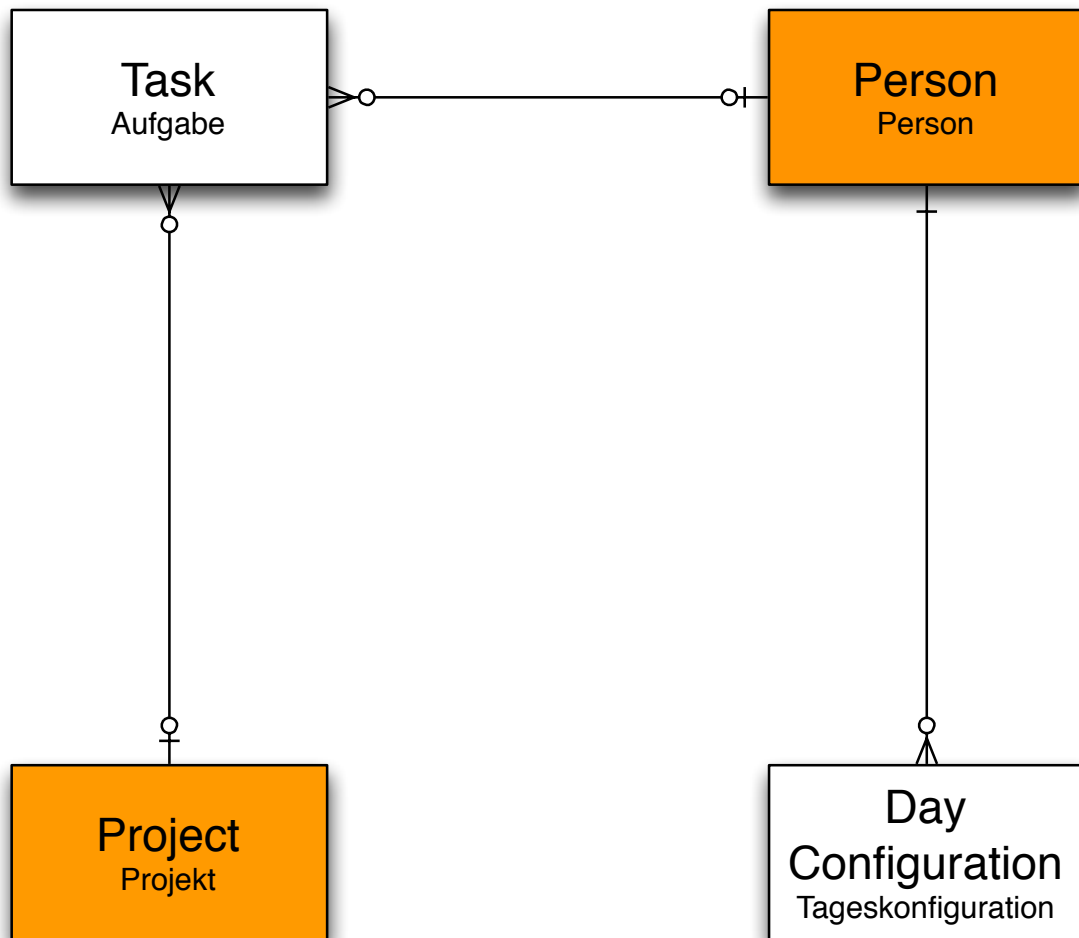 Task
Aufgabe
Person
Person
Project
Projekt
Day
Configuration
Tageskonfiguration